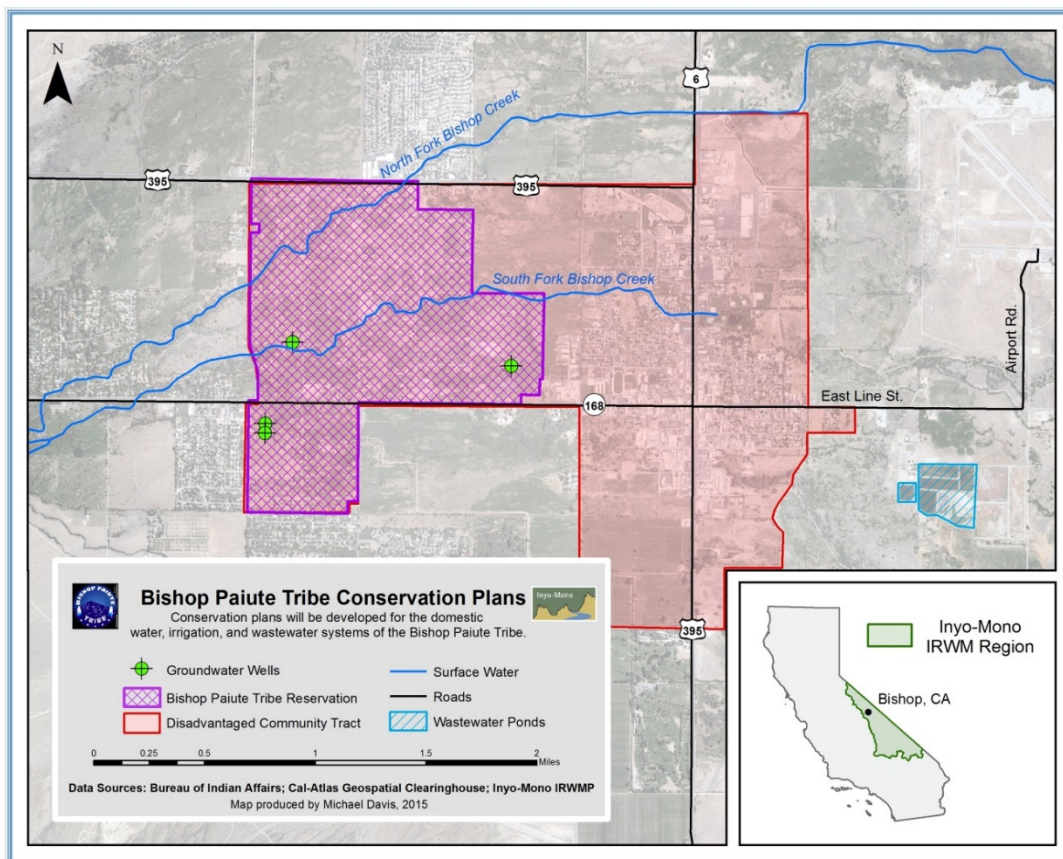 N
6
North Fork Bishop Creek
395
395
South Fork Bishop Creek
Airport Rd.
168
East Line St.
395
BISHOP PAIUTE
TRIBE
Bishop Paiute Tribe Conservation Plans
Inyo-Mono
Conservation plans will be developed for the domestic
water, irrigation, and wastewater systems of the Bishop Paiute Tribe.
Groundwater Wells
Surface Water
Bishop Paiute Tribe Reservation
Roads
Disadvantaged Community Tract
Wastewater Ponds
0 0.25 0.5 1 1.5 2
Miles
Data Sources: Bureau of Indian Affairs; Cal-Atlas Geospatial Clearinghouse; Inyo-Mono IRWMP
Map produced by Michael Davis, 2015
Inyo-Mono
IRWM Region
Bishop, CA